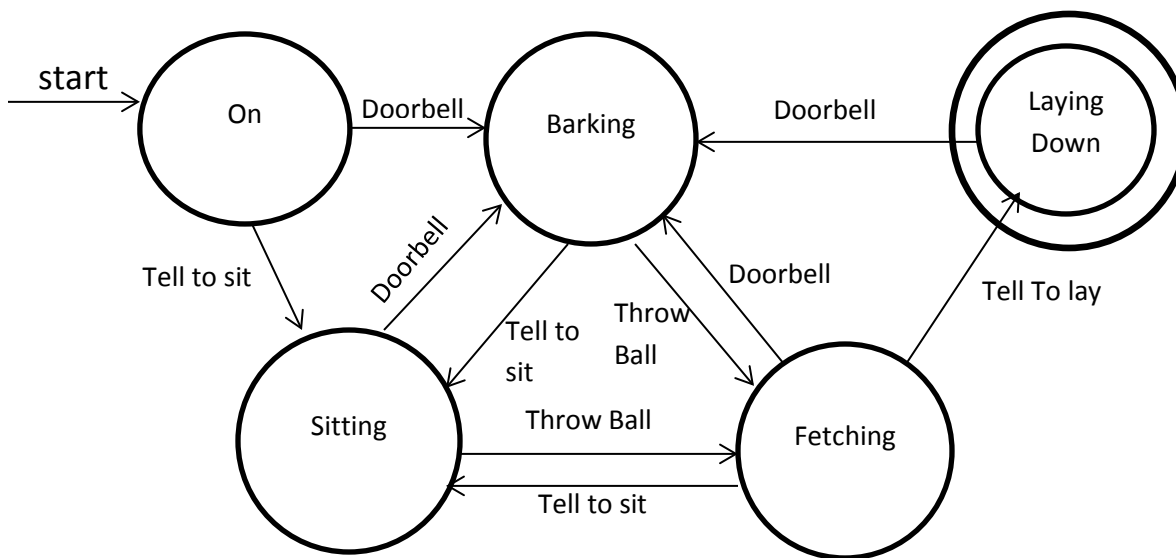 start
On
Doorbell
Barking
Doorbell
Laying
Down
Tell to sit
Doorbell
Tell to
sit
Throw
Ball
Doorbell
Tell To lay
Sitting
Throw Ball
Fetching
Tell to sit